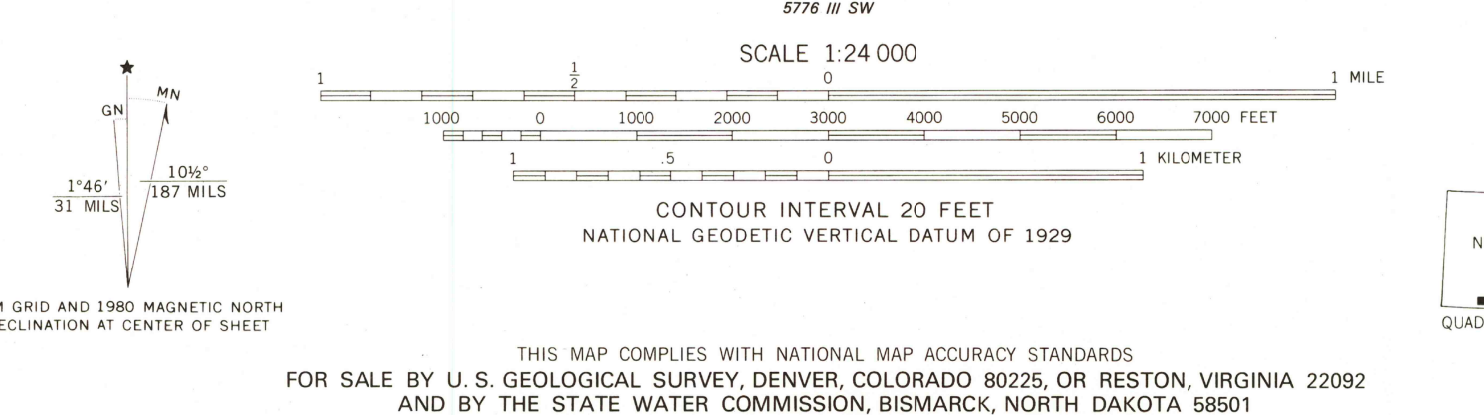 5776 III SW
SCALE 1:24 000
1 1/2 0 1 MILE
1000 0 1000 2000 3000 4000 5000 6000 7000 FEET
1 .5 0 1 KILOMETER
CONTOUR INTERVAL 20 FEET
NATIONAL GEODETIC VERTICAL DATUM OF 1929
★
GN MN
1°46′ 10½°
31 MILS 187 MILS
M GRID AND 1980 MAGNETIC NORTH
ECLINATION AT CENTER OF SHEET
N
QUAD
THIS MAP COMPLIES WITH NATIONAL MAP ACCURACY STANDARDS
FOR SALE BY U. S. GEOLOGICAL SURVEY, DENVER, COLORADO 80225, OR RESTON, VIRGINIA 22092
AND BY THE STATE WATER COMMISSION, BISMARCK, NORTH DAKOTA 58501